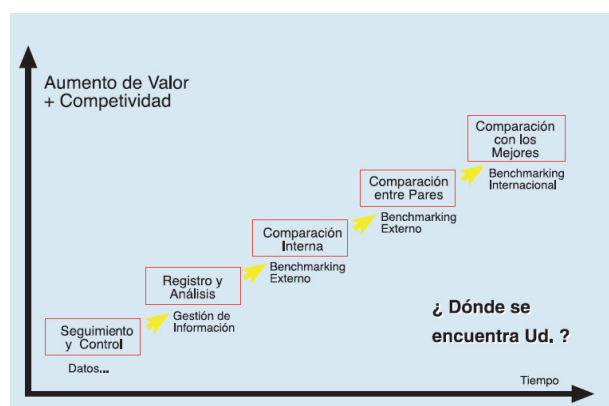 Aumento de Valor
+ Competividad
Comparación
con los
Mejores
Benchmarking
Internacional
Comparación
entre Pares
Benchmarking
Externo
Comparación
Interna
Benchmarking
Externo
Registro y
Análisis
Gestión de
Información
Seguimiento
y Control
Datos...
¿ Dónde se
encuentra Ud. ?
Tiempo